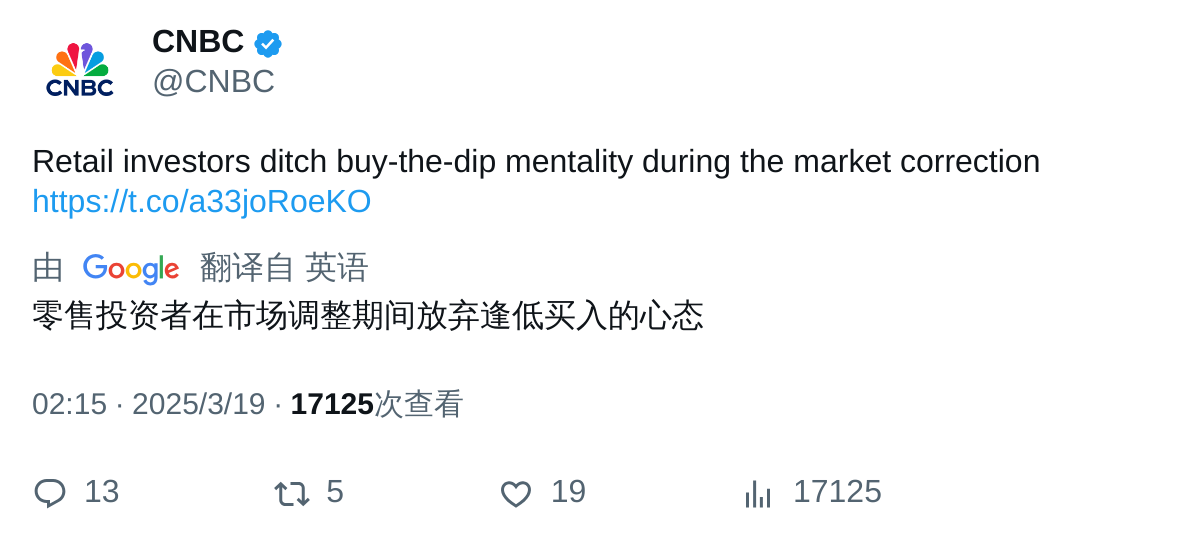 CNBC
CNBC
@CNBC
Retail investors ditch buy-the-dip mentality during the market correction
https://t.co/a33joRoeKO
由 Google 翻译自 英语
零售投资者在市场调整期间放弃逢低买入的心态
02:15 · 2025/3/19 · 17125次查看
13 5 19 17125